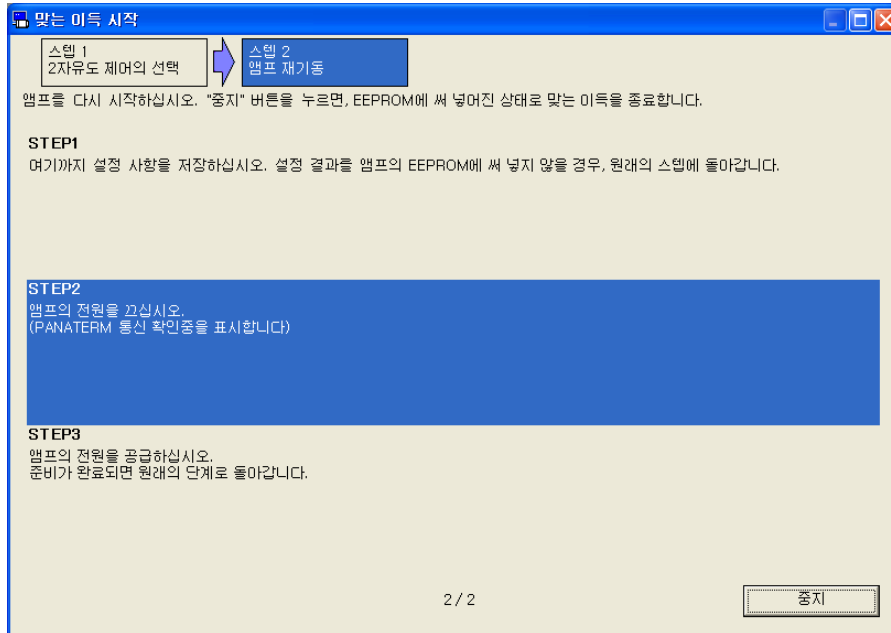 맞는 이득 시작
스텝 1
2자유도 제어의 선택
스텝 2
앰프 재기동
앰프를 다시 시작하십시오. "중지" 버튼을 누르면, EEPROM에 써 넣어진 상태로 맞는 이득을 종료합니다.
STEP1
여기까지 설정 사항을 저장하십시오. 설정 결과를 앰프의 EEPROM에 써 넣지 않을 경우, 원래의 스텝에 돌아갑니다.
STEP2
앰프의 전원을 끄십시오.
(PANATERM 통신 확인중을 표시합니다)
STEP3
앰프의 전원을 공급하십시오.
준비가 완료되면 원래의 단계로 돌아갑니다.
2 / 2
중지